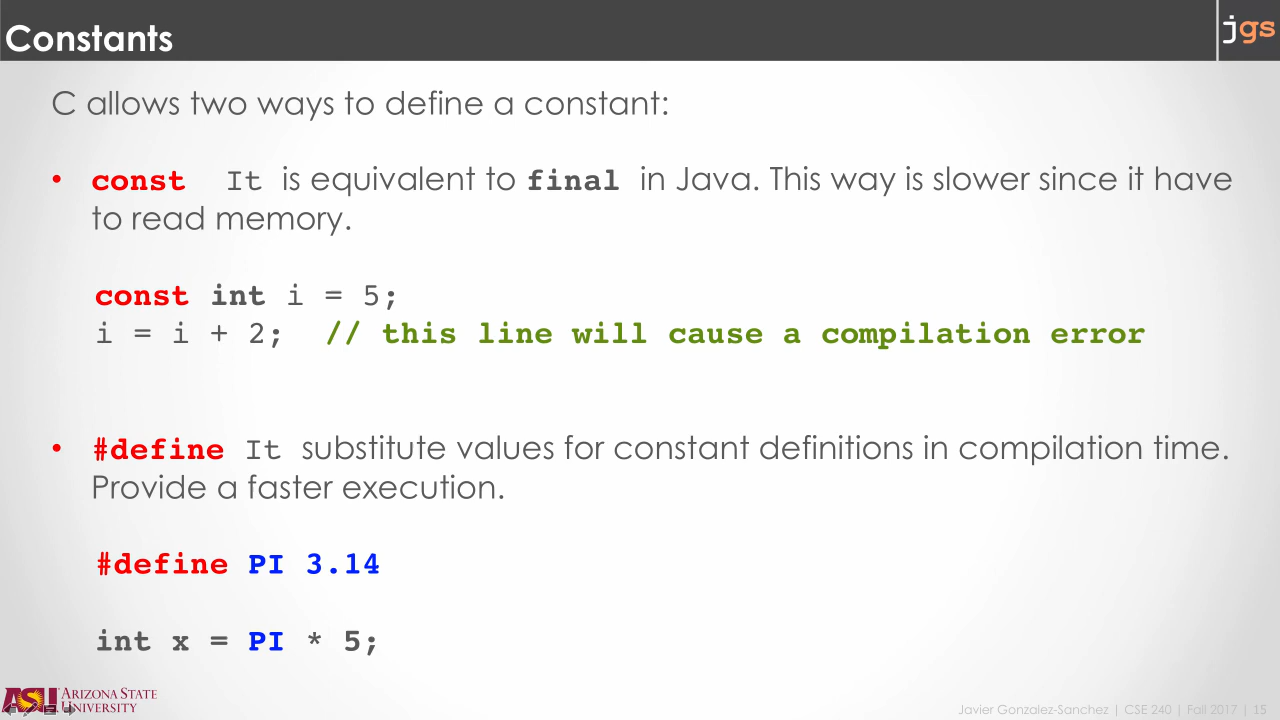 Constants
jgs
C allows two ways to define a constant:
• const It is equivalent to final in Java. This way is slower since it have
to read memory.
const int i = 5;
i = i + 2; // this line will cause a compilation error
• #define It substitute values for constant definitions in compilation time.
Provide a faster execution.
#define PI 3.14
int x = PI * 5;
ASU ARIZONA STATE
UNIVERSITY
Javier Gonzalez-Sanchez | CSE 240 | Fall 2017 | 15